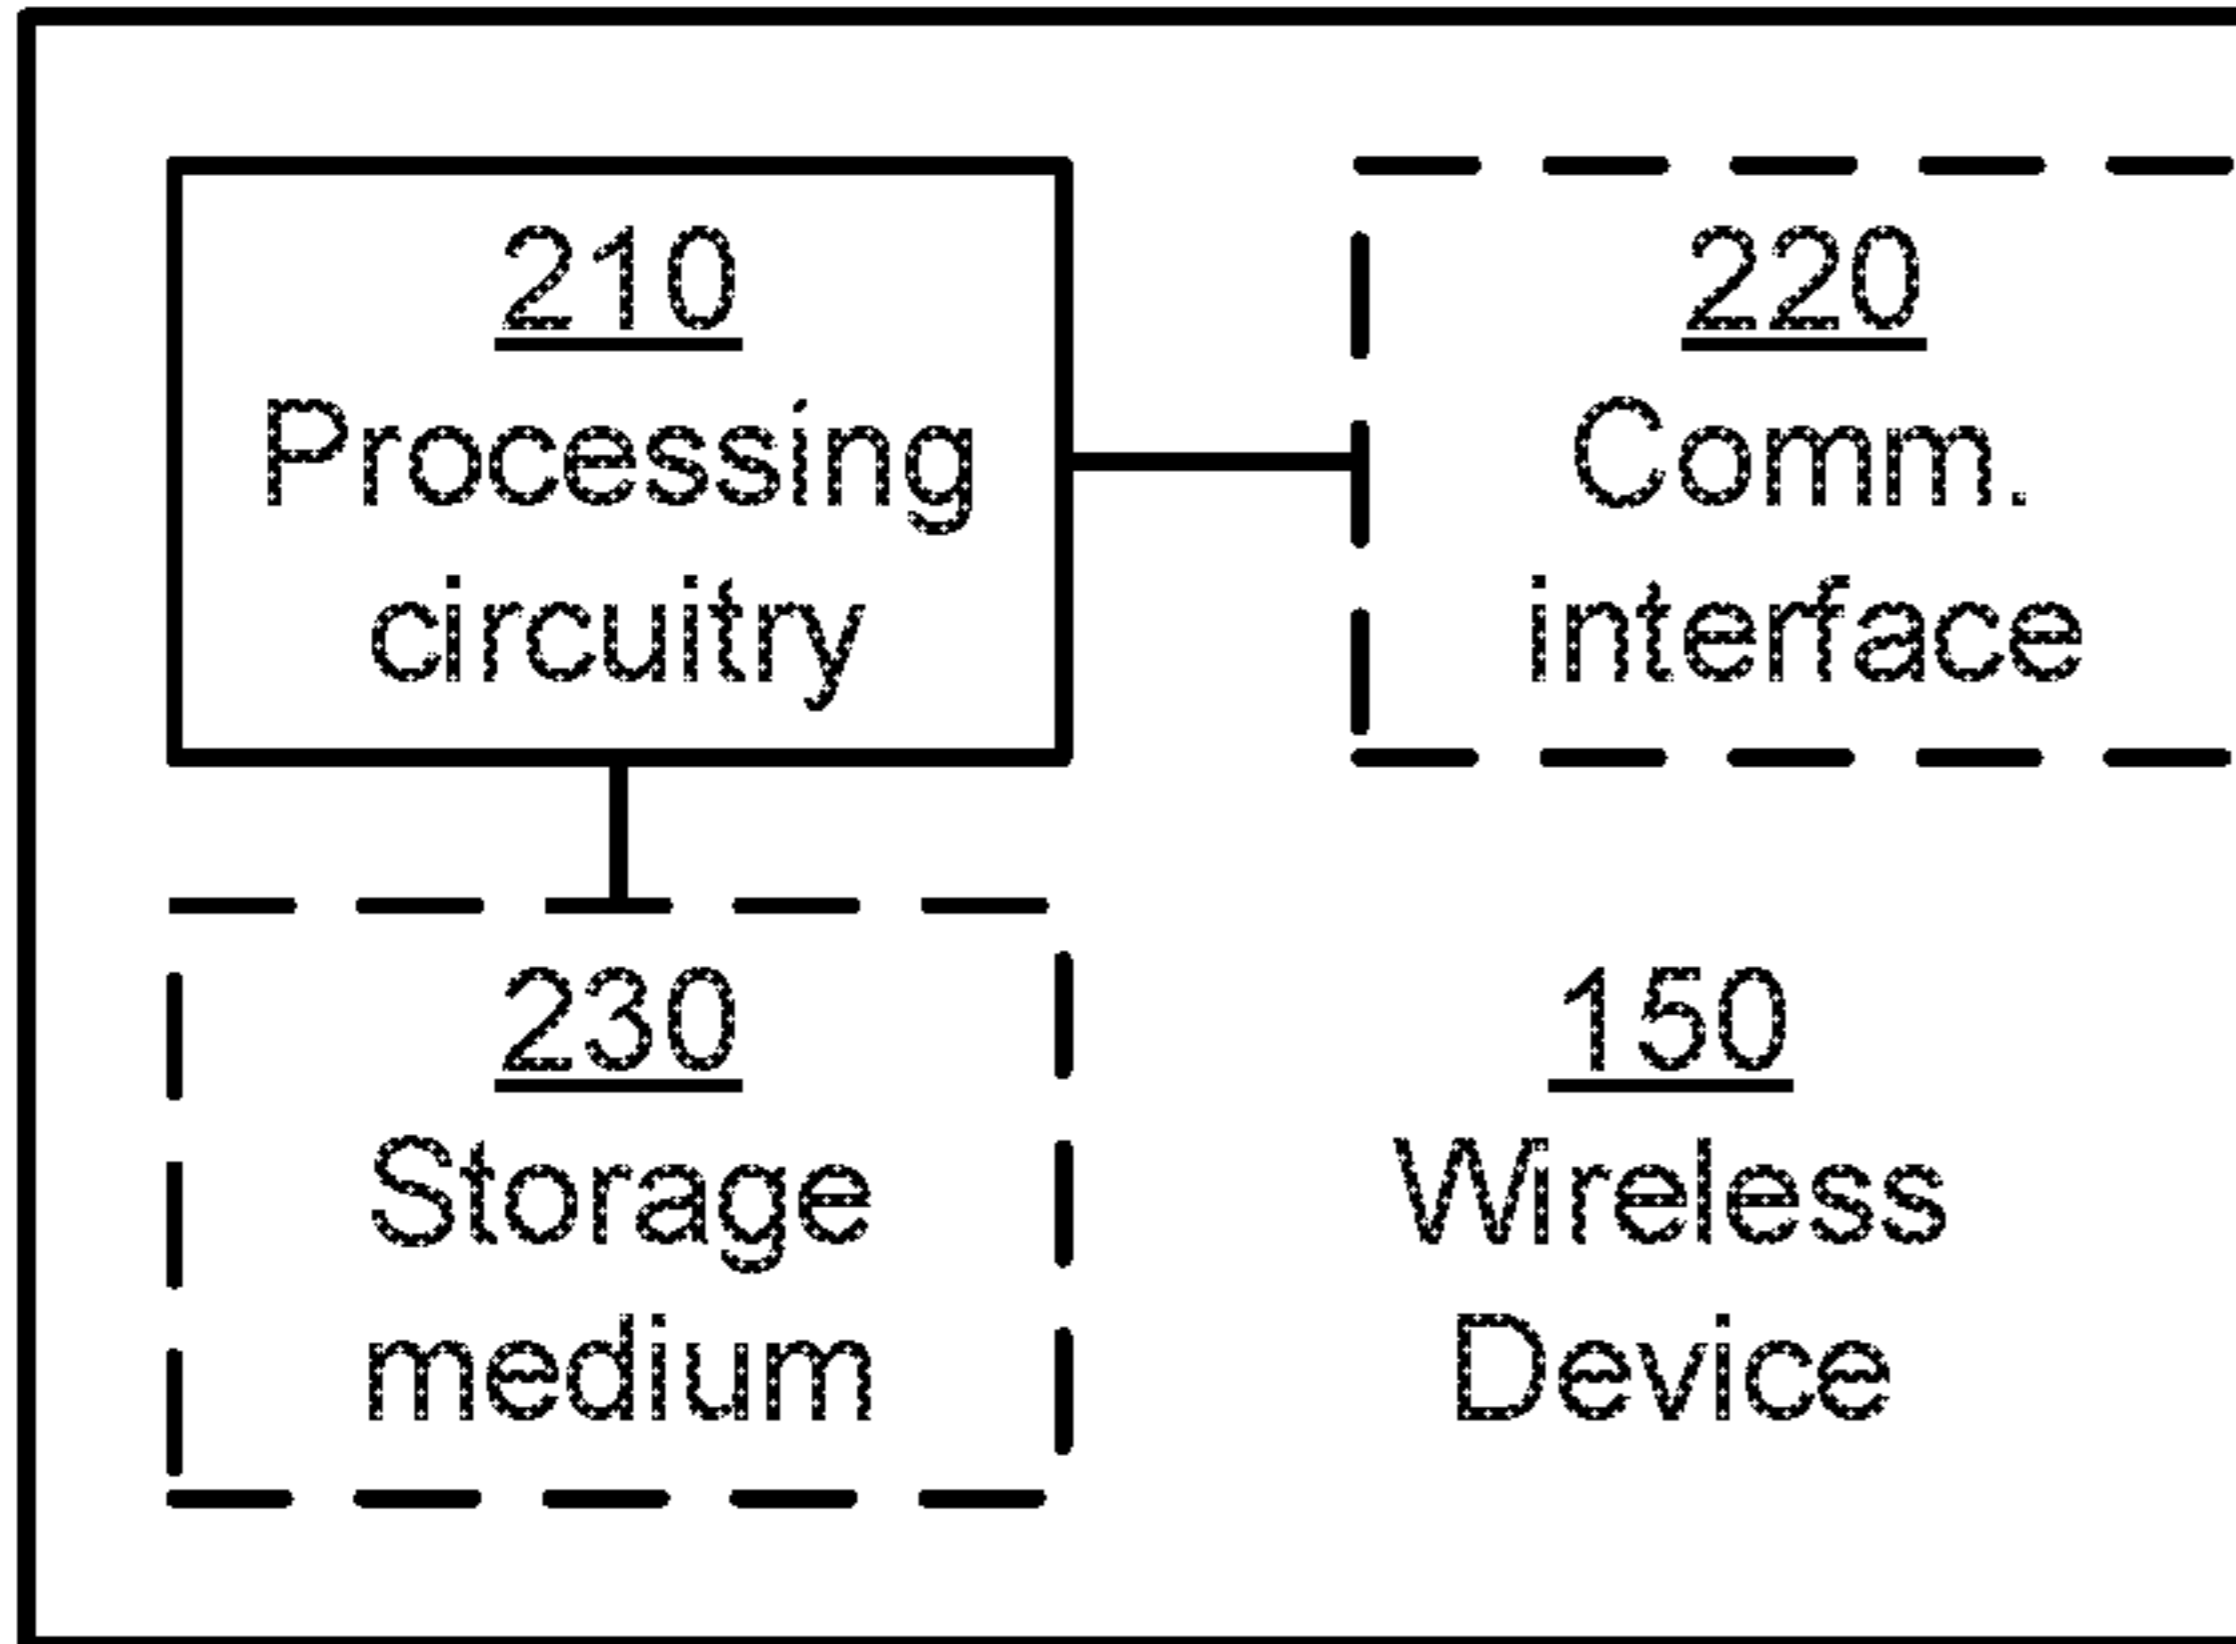 210
Processing
circuitry
220
Comm.
interface
230
Storage
medium
150
Wireless
Device